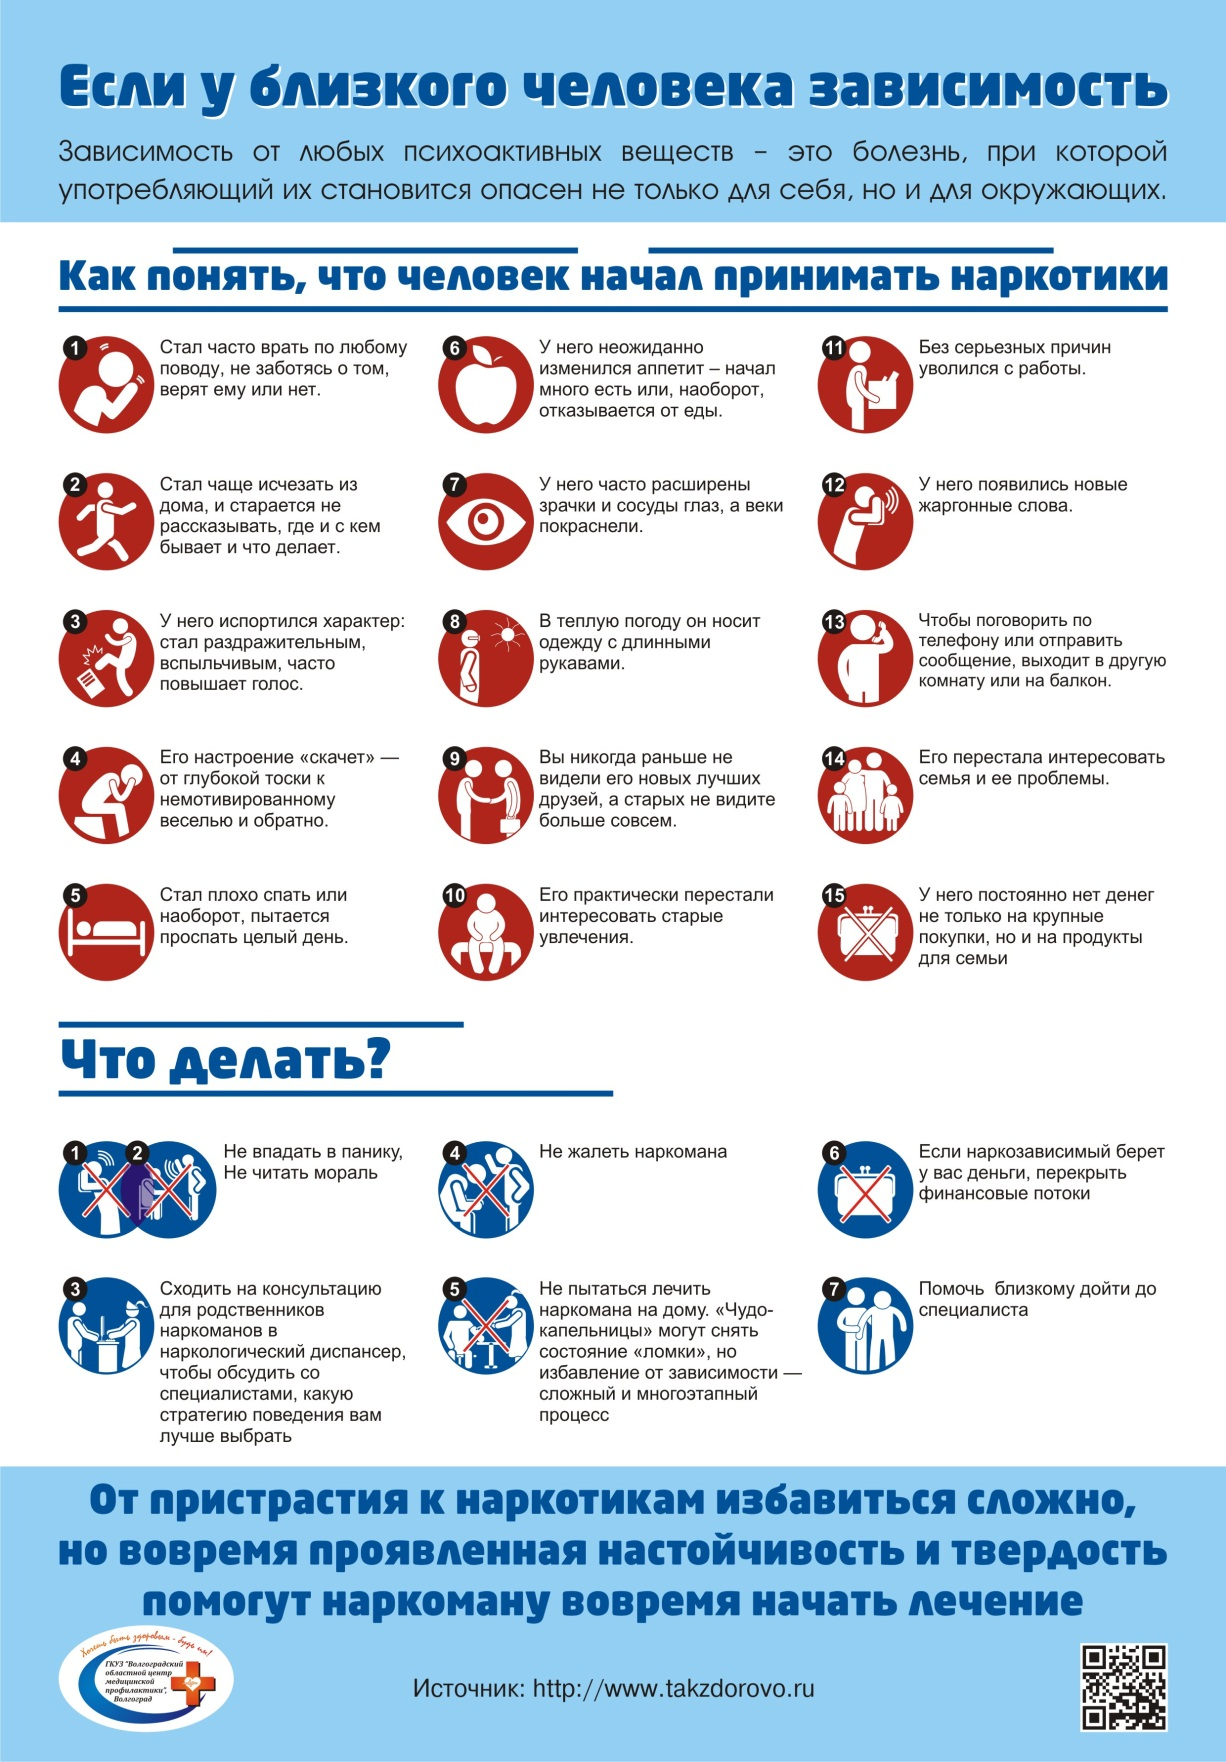 Если у близкого человека зависимость
Зависимость от любых психоактивных веществ – это болезнь, при которой
употребляющий их становится опасен не только для себя, но и для окружающих.
Как понять, что человек начал принимать наркотики
1
Стал часто врать по любому
поводу, не заботясь о том,
верят ему или нет.
2
Стал чаще исчезать из
дома, и старается не
рассказывать, где и с кем
бывает и что делает.
3
У него испортился характер:
стал раздражительным,
вспыльчивым, часто
повышает голос.
4
Его настроение «скачет» —
от глубокой тоски к
немотивированному
веселью и обратно.
5
Стал плохо спать или
наоборот, пытается
проспать целый день.
6
У него неожиданно
изменился аппетит – начал
много есть или, наоборот,
отказывается от еды.
7
У него часто расширены
зрачки и сосуды глаз, а веки
покраснели.
8
В теплую погоду он носит
одежду с длинными
рукавами.
9
Вы никогда раньше не
видели его новых лучших
друзей, а старых не видите
больше совсем.
10
Его практически перестали
интересовать старые
увлечения.
11
Без серьезных причин
уволился с работы.
12
У него появились новые
жаргонные слова.
13
Чтобы поговорить по
телефону или отправить
сообщение, выходит в другую
комнату или на балкон.
14
Его перестала интересовать
семья и ее проблемы.
15
У него постоянно нет денег
не только на крупные
покупки, но и на продукты
для семьи
Что делать?
1 2
Не впадать в панику,
Не читать мораль
3
Сходить на консультацию
для родственников
наркоманов в
наркологический диспансер,
чтобы обсудить со
специалистами, какую
стратегию поведения вам
лучше выбрать
4
Не жалеть наркомана
5
Не пытаться лечить
наркомана на дому. «Чудо-
капельницы» могут снять
состояние «ломки», но
избавление от зависимости —
сложный и многоэтапный
процесс
6
Если наркозависимый берет
у вас деньги, перекрыть
финансовые потоки
7
Помочь близкому дойти до
специалиста
От пристрастия к наркотикам избавиться сложно,
но вовремя проявленная настойчивость и твердость
помогут наркоману вовремя начать лечение
Хочешь быть здоровым - будь им!
ГКУЗ "Волгоградский
областной центр
медицинской
профилактики",
Волгоград
Источник: http://www.takzdorovo.ru